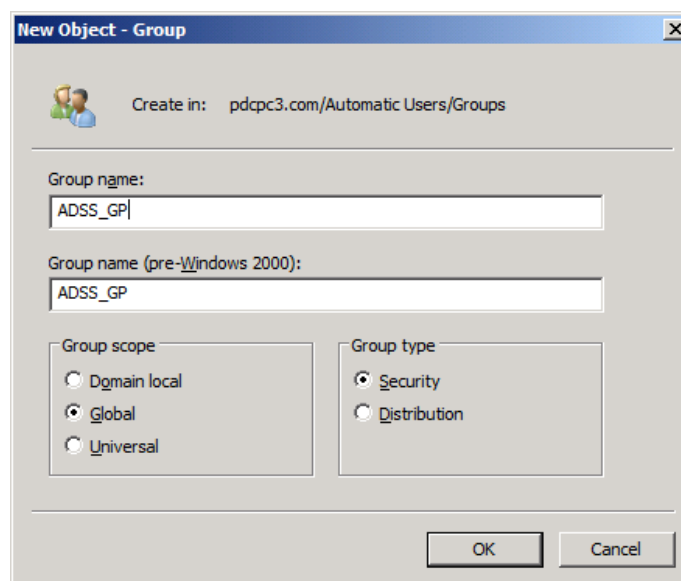 New Object - Group
Create in: pdcpc3.com/Automatic Users/Groups
Group name:
ADSS_GP
Group name (pre-Windows 2000):
ADSS_GP
Group scope
Domain local
Global
Universal
Group type
Security
Distribution
OK
Cancel